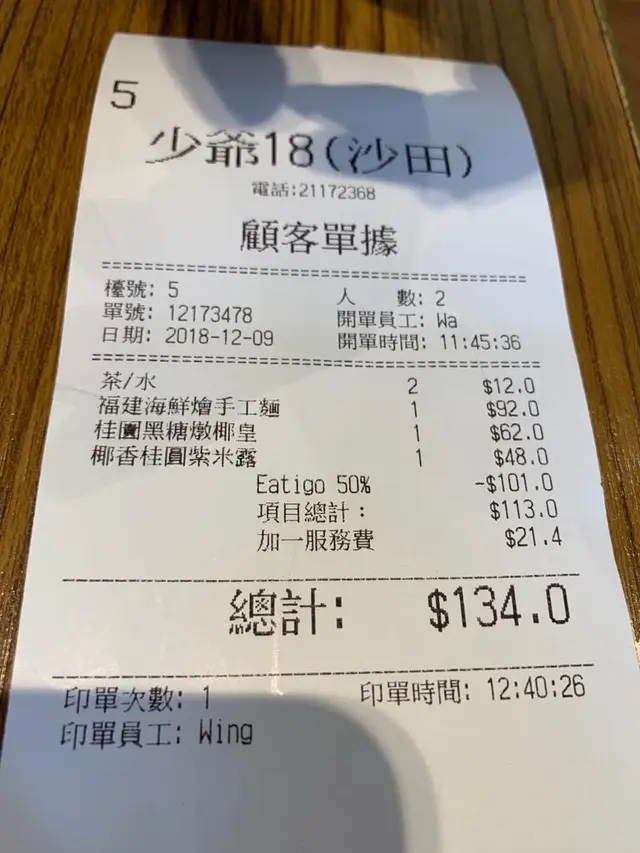 5
少爺18(沙田)
電話:21172368
顧客單據
檯號: 5 人 數: 2
單號: 12173478 開單員工: Wa
日期: 2018-12-09 開單時間: 11:45:36
茶/水 2 $12.0
福建海鮮燴手工麵 1 $92.0
桂圓黑糖燉椰皇 1 $62.0
椰香桂圓紫米露 1 $48.0
Eatigo 50% -$101.0
項目總計: $113.0
加一服務費 $21.4
總計: $134.0
印單次數: 1 印單時間: 12:40:26
印單員工: Wing